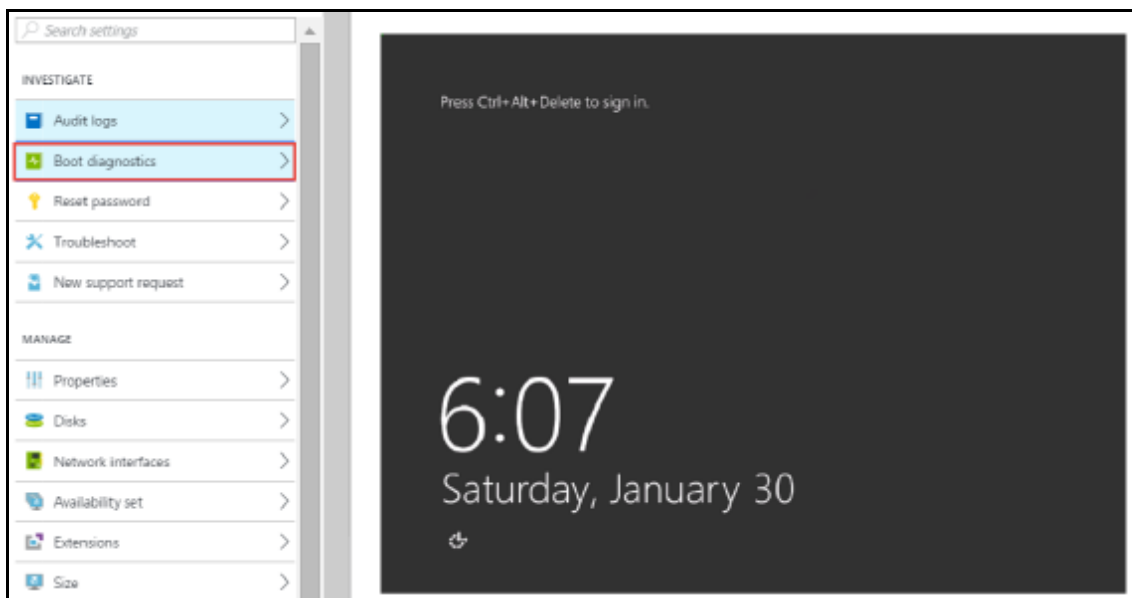 Search settings
INVESTIGATE
Audit logs
Boot diagnostics
Reset password
Troubleshoot
New support request
MANAGE
Properties
Disks
Network interfaces
Availability set
Extensions
Size
Press Ctrl+Alt+Delete to sign in.
6:07
Saturday, January 30